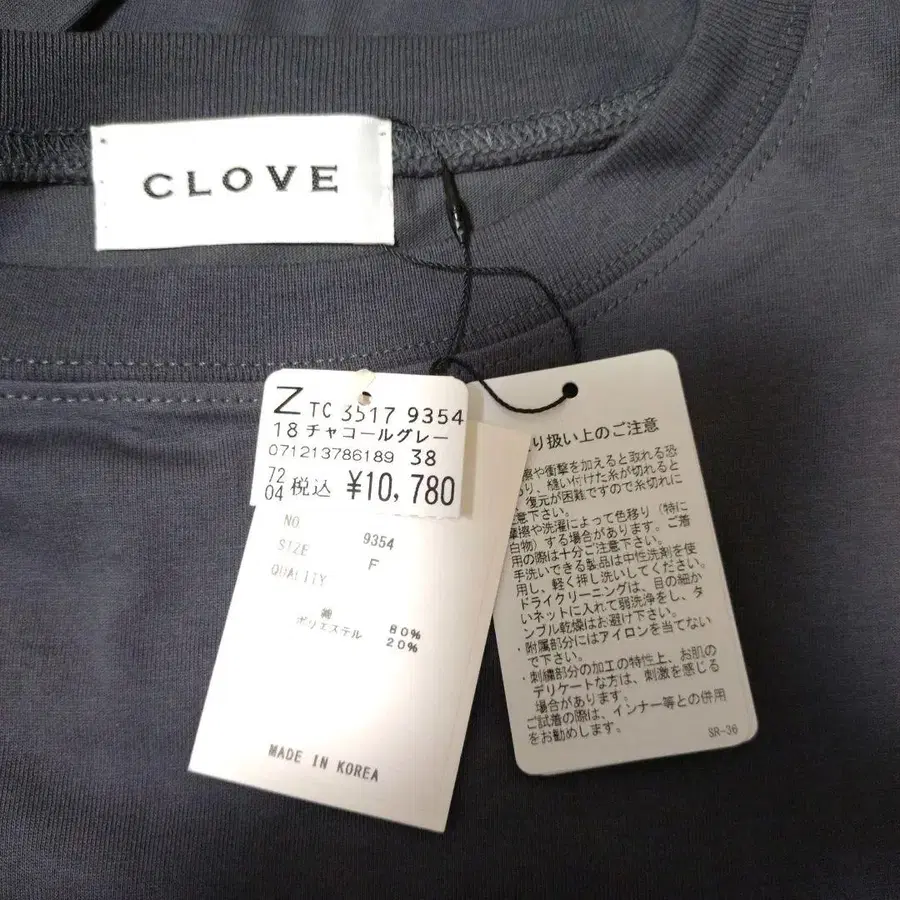 CLOVE
Z TC 3517 9354
18 チャコールグレー
071213786189 38
7204 税込 ¥10,780
NO 9354
SIZE F
QUALITY
綿 80%
ポリエステル 20%
MADE IN KOREA
り扱い上のご注意
擦や衝撃を加えると取れる恐
り、縫い付けた糸が切れると
復元が困難ですので糸切れに
注意下さい。
摩擦や洗濯によって色移り(特に
白物)する場合があります。ご着
用の際は十分ご注意下さい。
手洗いできる製品は中性洗剤を使
用し、軽く押し洗いしてください。
ドライクリーニングは、目の細か
いネットに入れて弱洗浄をし、タ
ンブル乾燥はお避け下さい。
・附属部分にはアイロンを当てない
で下さい。
・刺繍部分の加工の特性上、お肌の
デリケートな方は、刺激を感じる
場合があります。
ご試着の際は、インナー等との併用
をお勧めします。
SR-36